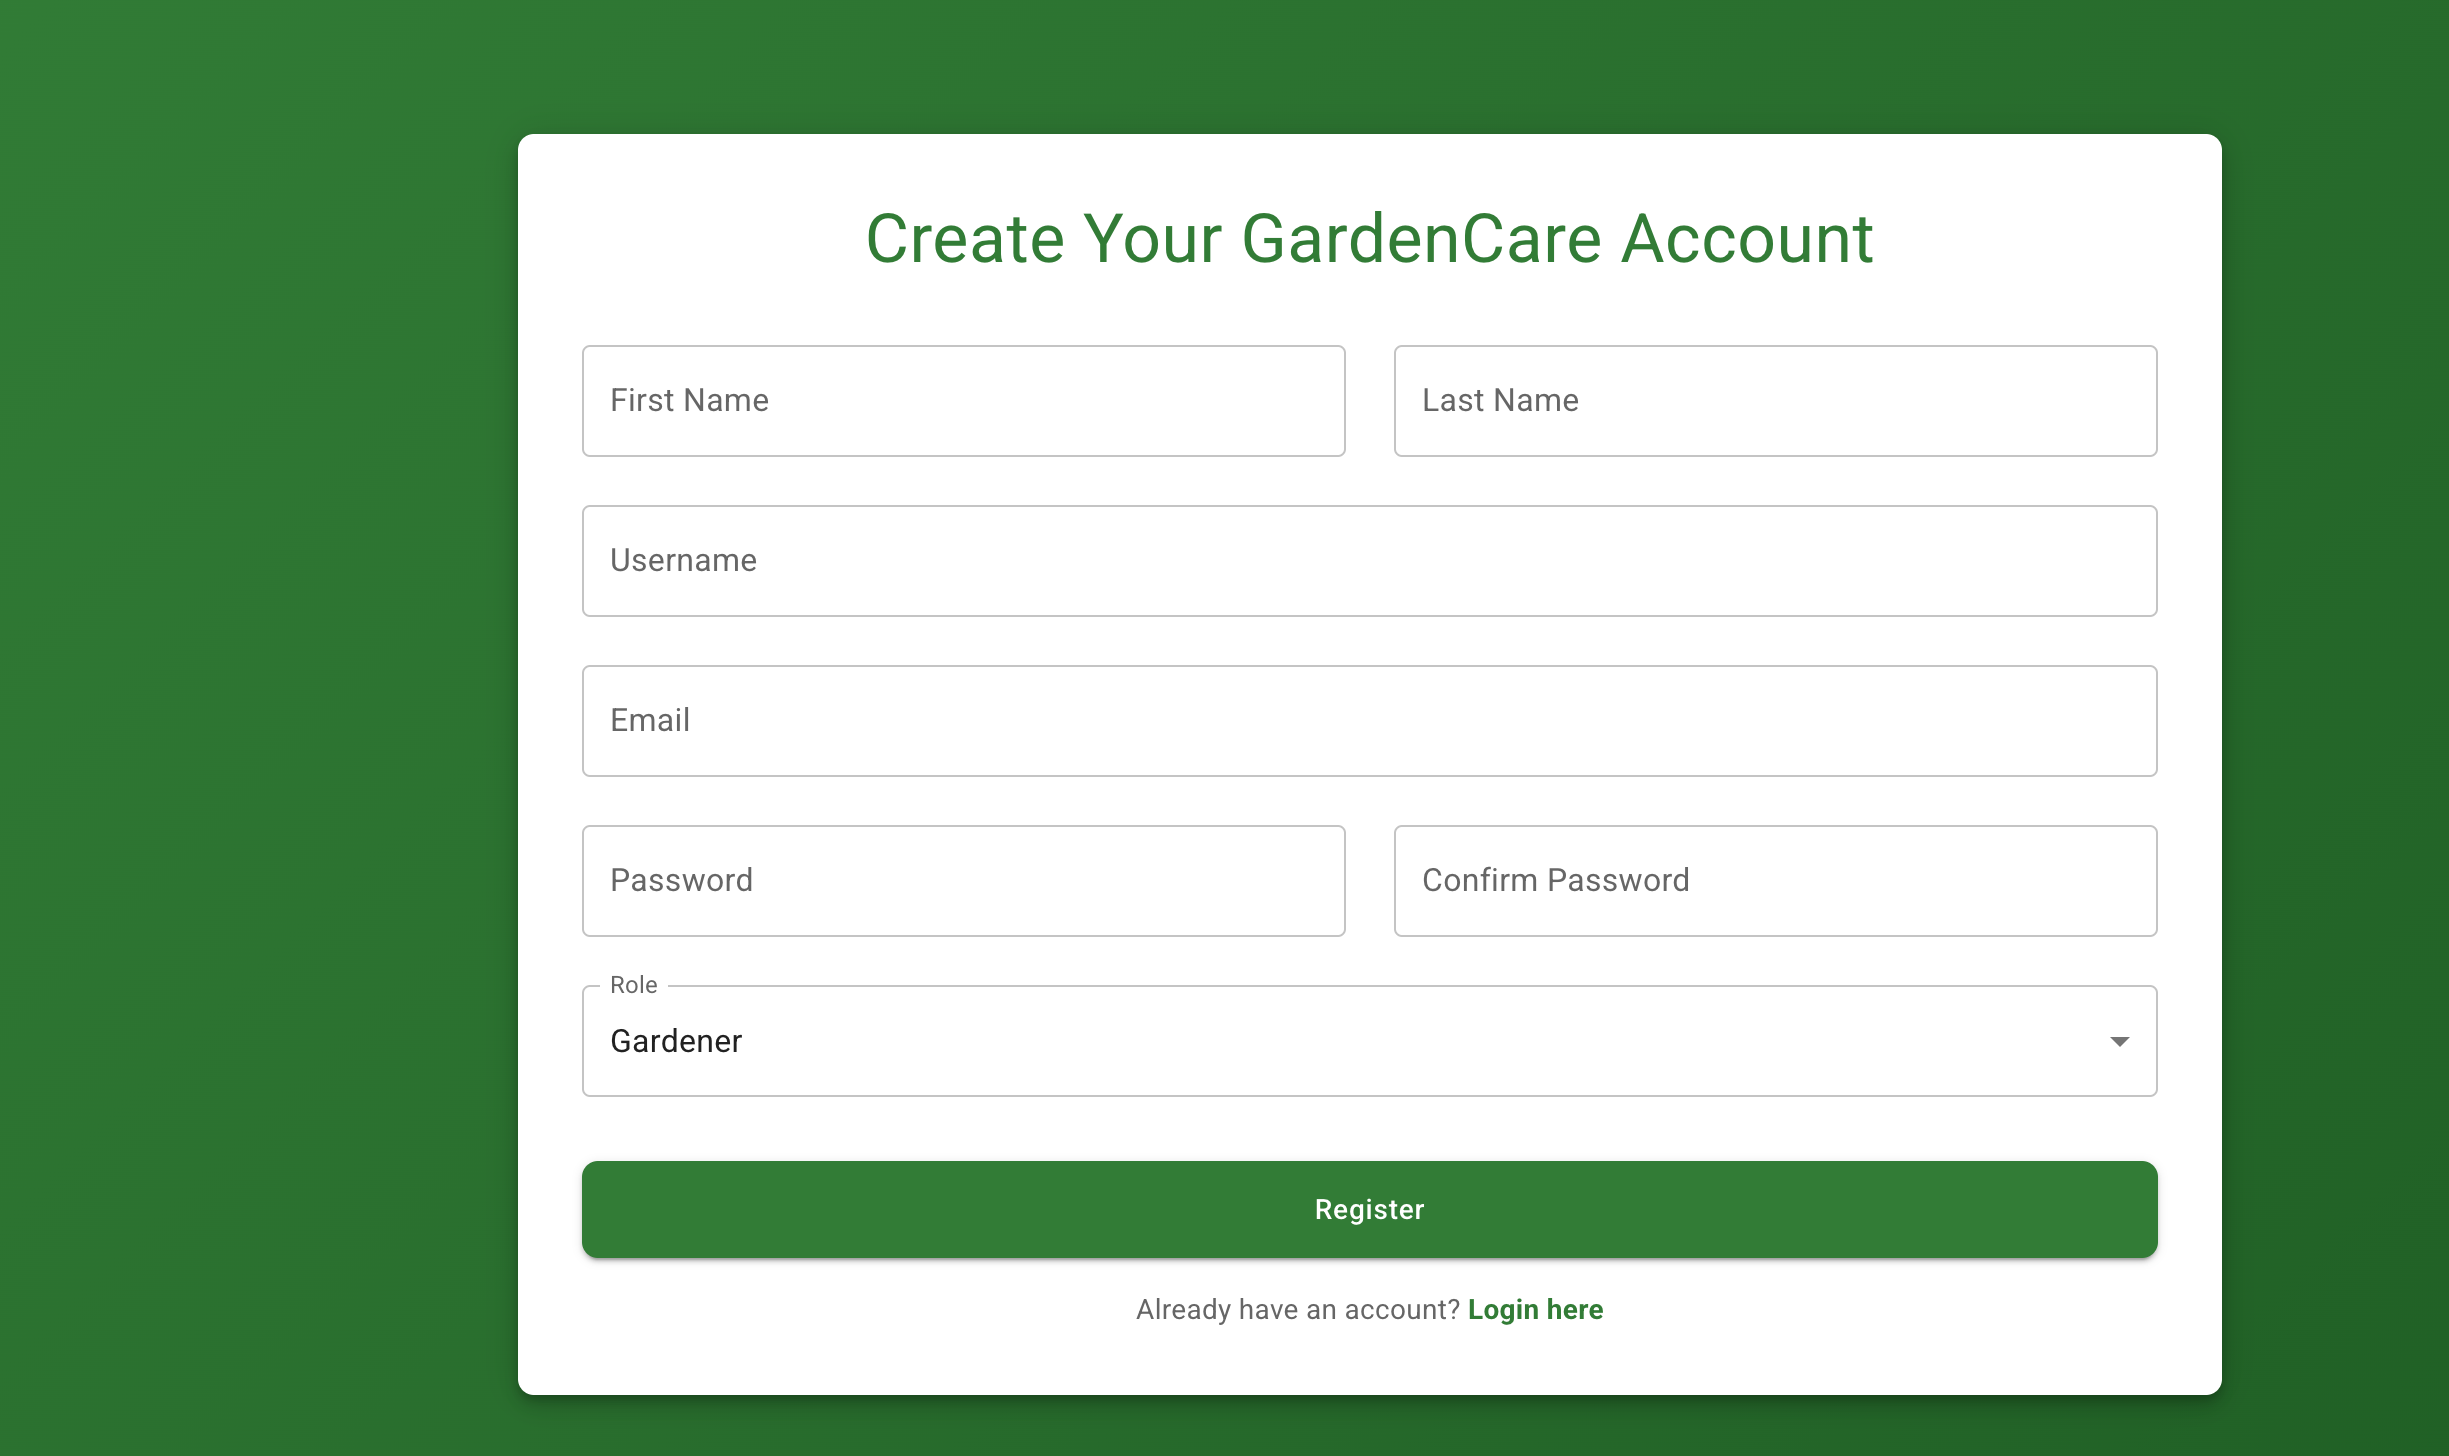 Create Your GardenCare Account
First Name
Last Name
Username
Email
Password
Confirm Password
Role
Gardener
Register
Already have an account? Login here